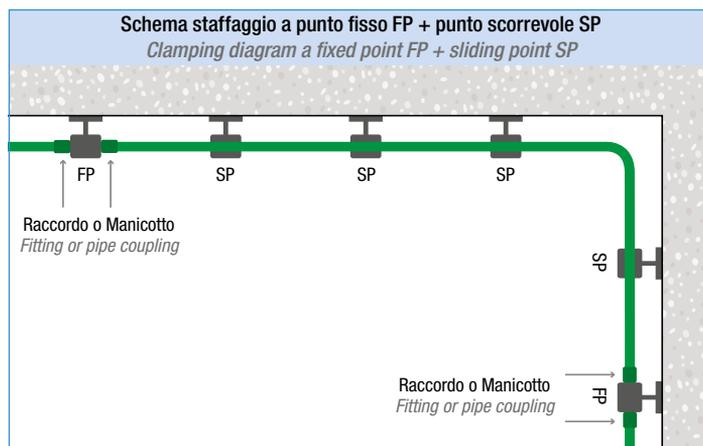 Schema staffaggio a punto fisso FP + punto scorrevole SP
Clamping diagram a fixed point FP + sliding point SP
FP
SP
SP
SP
Raccordo o Manicotto
Fitting or pipe coupling
SP
Raccordo o Manicotto
Fitting or pipe coupling
FP